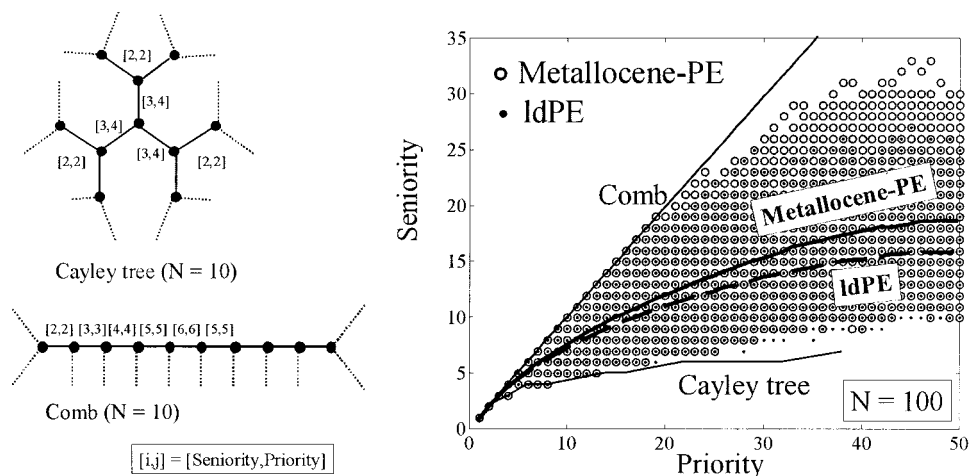 [2,2]
[3,4]
[3,4]
[3,4]
[2,2]
[2,2]
Cayley tree (N = 10)
[2,2] [3,3] [4,4] [5,5] [6,6] [5,5]
Comb (N = 10)
[i,j] = [Seniority,Priority]
Seniority
35
30
25
20
15
10
5
0
Metallocene-PE
ldPE
Comb
Metallocene-PE
ldPE
Cayley tree
N = 100
0 10 20 30 40 50
Priority